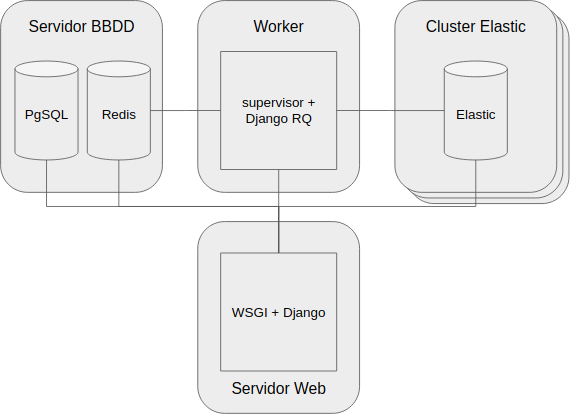 Servidor BBDD
Worker
Cluster Elastic
PgSQL
Redis
supervisor +
Django RQ
Elastic
WSGI + Django
Servidor Web